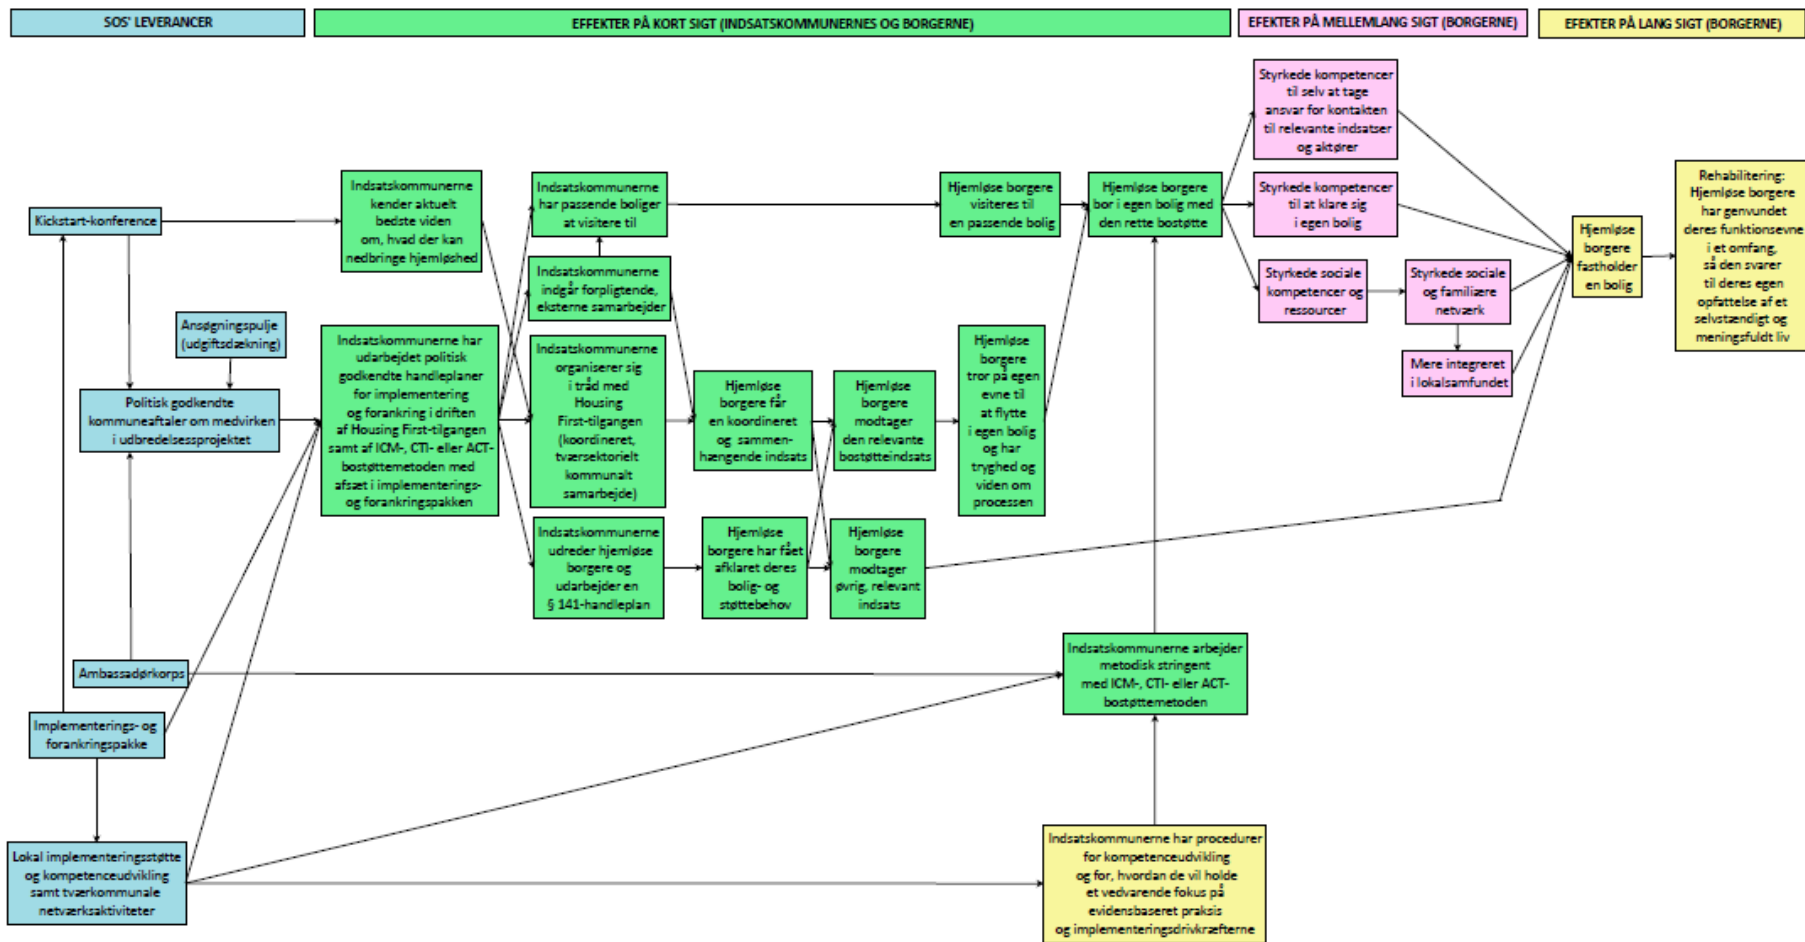 SOS' LEVERANCER
EFFEKTER PÅ KORT SIGT (INDSATSKOMMUNERNES OG BORGERNE)
EFEKTER PÅ MELLEMLANG SIGT (BORGERNE)
EFEKTER PÅ LANG SIGT (BORGERNE)
Kickstart-konference
Ansøgningspulje
(udgiftsdækning)
Politisk godkendte
kommuneaftaler om medvirken
i udbredelsesprojektet
Ambassadørkorps
Implementerings- og
forankringspakke
Lokal implementeringsstøtte
og kompetenceudvikling
samt tværkommunale
netværksaktiviteter
Indsatskommunerne
kender aktuelt
bedste viden
om, hvad der kan
nedbringe hjemløshed
Indsatskommunerne har
udarbejdet politisk
godkendte handleplaner
for implementering
og forankring i driften
af Housing First-tilgangen
samt af ICM-, CTI- eller ACT-
bostøttemetoden med
afsæt i implementerings-
og forankringspakken
Indsatskommunerne
har passende boliger
at visitere til
Indsatskommunerne
indgår forpligtende,
eksterne samarbejder
Indsatskommunerne
organiserer sig
i tråd med
Housing
First-tilgangen
(koordineret,
tværsektorielt
kommunalt
samarbejde)
Indsatskommunerne
udreder hjemløse
borgere og
udarbejder en
§ 141-handleplan
Hjemløse
borgere får
en koordineret
og sammen-
hængende indsats
Hjemløse
borgere har fået
afklaret deres
bolig- og
støttebehov
Hjemløse
borgere
modtager
den relevante
bostøtteindsats
Hjemløse
borgere
modtager
øvrig, relevant
indsats
Hjemløse borgere
visiteres til
en passende bolig
Hjemløse
borgere
tror på egen
evne til
at flytte
i egen bolig
og har
tryghed og
viden om
processen
Hjemløse borgere
bor i egen bolig med
den rette bostøtte
Indsatskommunerne arbejder
metodisk stringent
med ICM-, CTI- eller ACT-
bostøttemetoden
Indsatskommunerne har procedurer
for kompetenceudvikling
og for, hvordan de vil holde
et vedvarende fokus på
evidensbaseret praksis
og implementeringsdrivkræfterne
Styrkede kompetencer
til selv at tage
ansvar for kontakten
til relevante indsatser
og aktører
Styrkede kompetencer
til at klare sig
i egen bolig
Styrkede sociale
kompetencer og
ressourcer
Styrkede sociale
og familiære
netværk
Mere integreret
i lokalsamfundet
Hjemløse
borgere
fastholder
en bolig
Rehabilitering:
Hjemløse borgere
har genvundet
deres funktionsevne
i et omfang,
så den svarer
til deres egen
opfattelse af et
selvstændigt og
meningsfuldt liv